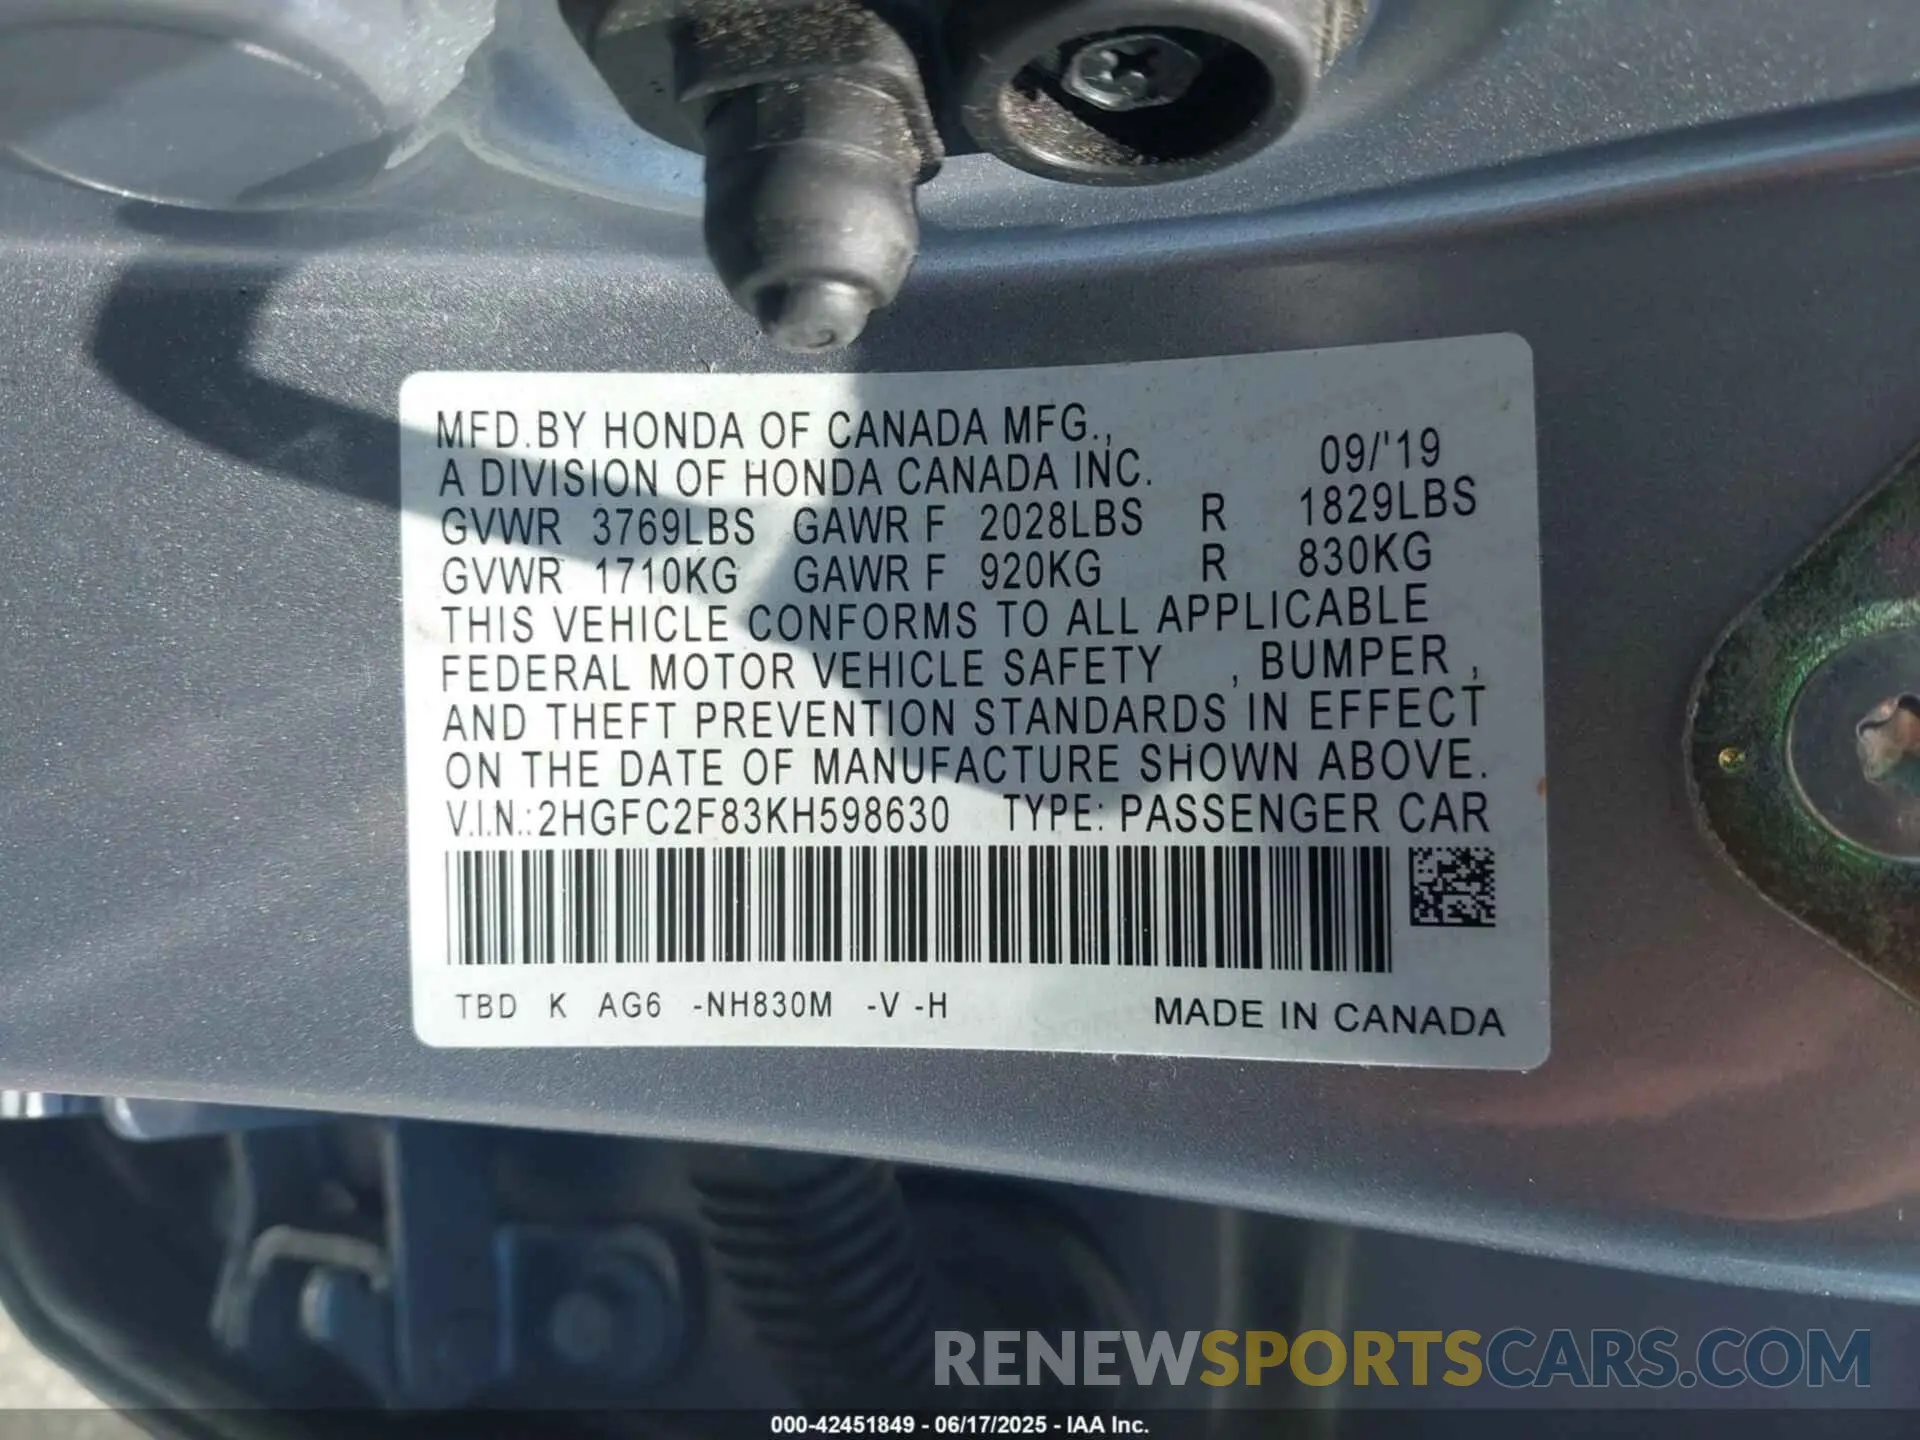 MFD.BY HONDA OF CANADA MFG.,
A DIVISION OF HONDA CANADA INC. 09/'19
GVWR 3769LBS GAWR F 2028LBS R 1829LBS
GVWR 1710KG GAWR F 920KG R 830KG
THIS VEHICLE CONFORMS TO ALL APPLICABLE
FEDERAL MOTOR VEHICLE SAFETY , BUMPER ,
AND THEFT PREVENTION STANDARDS IN EFFECT
ON THE DATE OF MANUFACTURE SHOWN ABOVE.
V.I.N.:2HGFC2F83KH598630 TYPE: PASSENGER CAR
TBD K AG6 -NH830M -V -H MADE IN CANADA
RENEWSPORTSCARS.COM
000-42451849 - 06/17/2025 - IAA Inc.